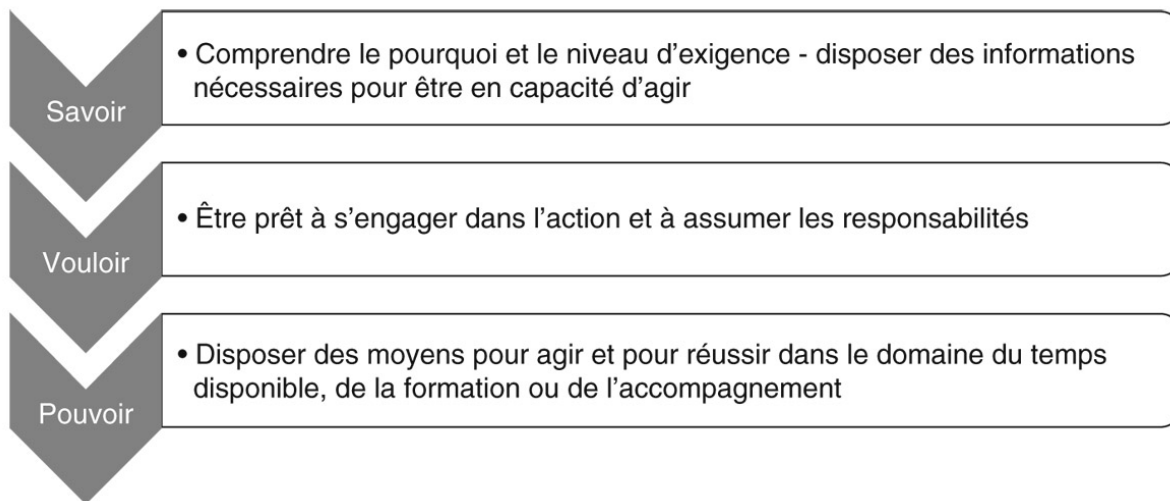 Savoir
• Comprendre le pourquoi et le niveau d’exigence - disposer des informations
nécessaires pour être en capacité d’agir
Vouloir
• Être prêt à s’engager dans l’action et à assumer les responsabilités
Pouvoir
• Disposer des moyens pour agir et pour réussir dans le domaine du temps
disponible, de la formation ou de l’accompagnement